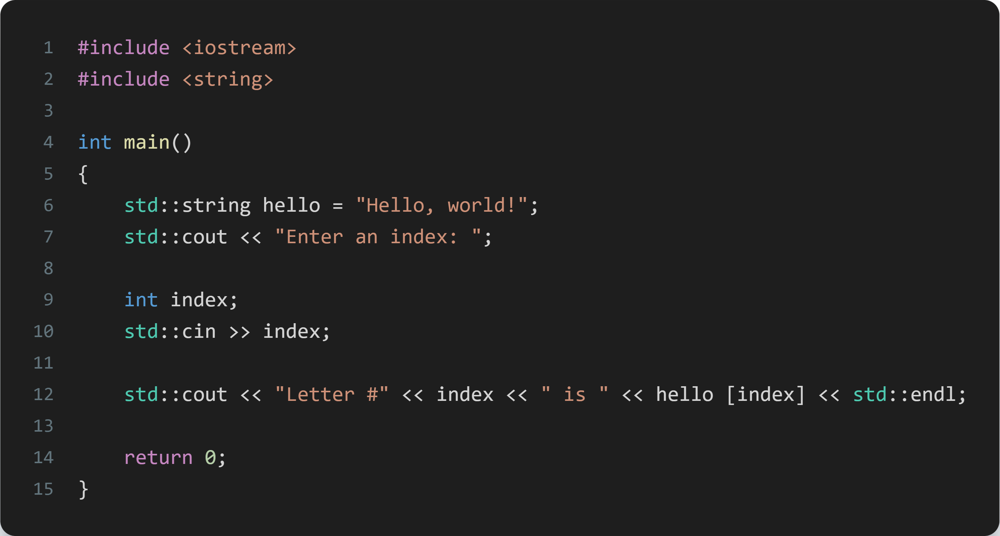 1 #include <iostream>
2 #include <string>
3
4 int main()
5 {
6     std::string hello = "Hello, world!";
7     std::cout << "Enter an index: ";
8
9     int index;
10     std::cin >> index;
11
12     std::cout << "Letter #" << index << " is " << hello [index] << std::endl;
13
14     return 0;
15 }